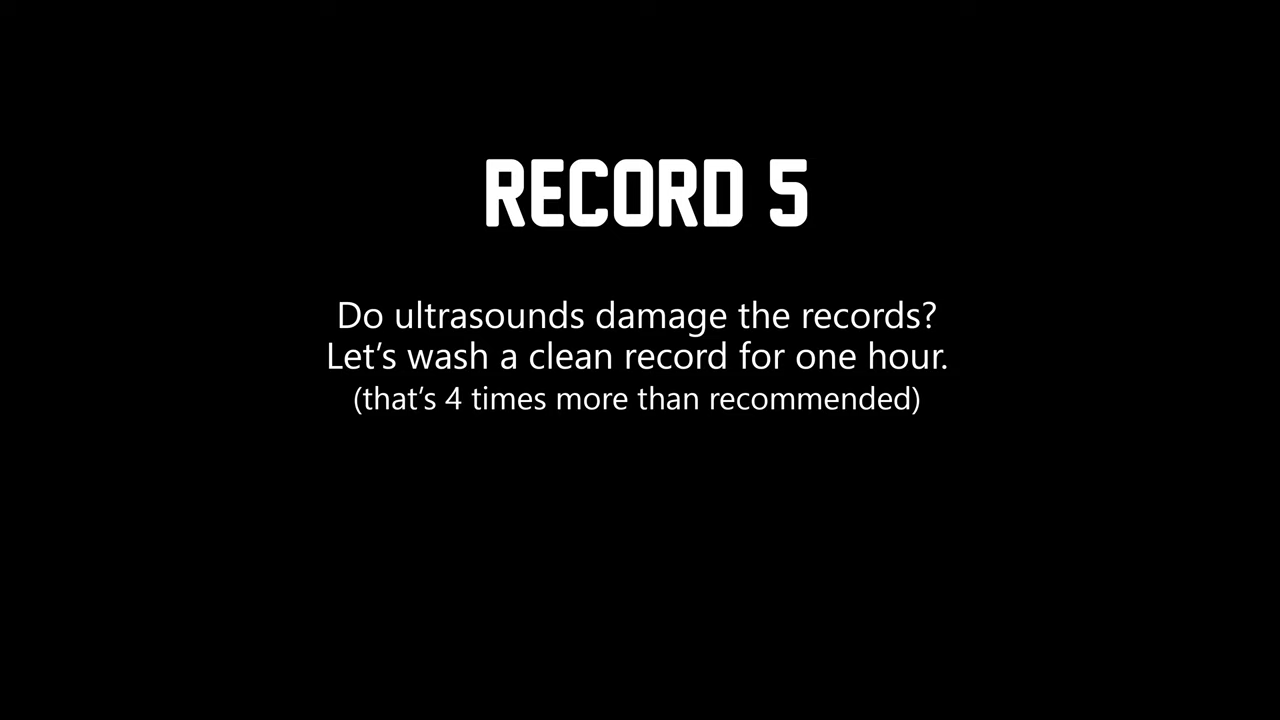 RECORD 5
Do ultrasounds damage the records?
Let’s wash a clean record for one hour.
(that’s 4 times more than recommended)